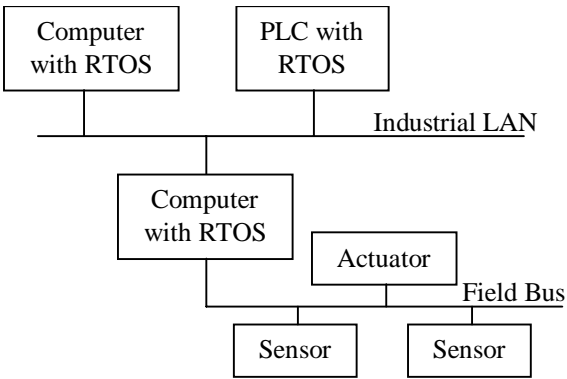 Computer
with RTOS
PLC with
RTOS
Industrial LAN
Computer
with RTOS
Actuator
Field Bus
Sensor
Sensor